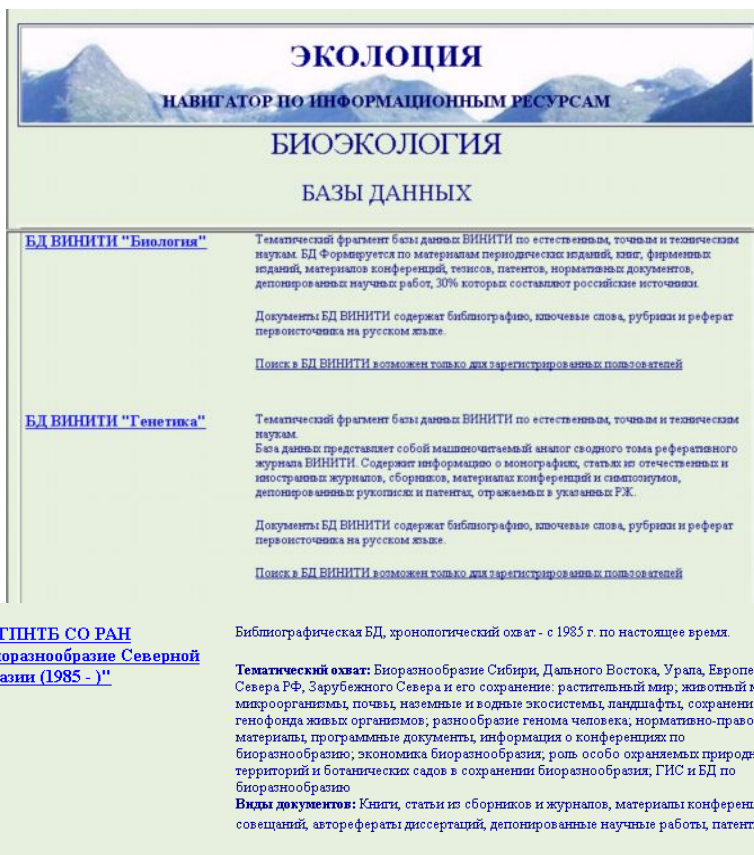 ЭКОЛОЦИЯ
НАВИГАТОР ПО ИНФОРМАЦИОННЫМ РЕСУРСАМ
БИОЭКОЛОГИЯ
БАЗЫ ДАННЫХ
БД ВИНИТИ "Биология"
Тематический фрагмент базы данных ВИНИТИ по естественным, точным и техническим
наукам. БД Формируется по материалам периодических изданий, книг, фирменных
изданий, материалов конференций, тезисов, патентов, нормативных документов,
депонированных научных работ, 30% которых составляют российские источники.
Документы БД ВИНИТИ содержат библиографию, ключевые слова, рубрики и реферат
первоисточника на русском языке.
Поиск в БД ВИНИТИ возможен только для зарегистрированных пользователей
БД ВИНИТИ "Генетика"
Тематический фрагмент базы данных ВИНИТИ по естественным, точным и техническим
наукам.
База данных представляет собой машиночитаемый аналог сводного тома реферативного
журнала ВИНИТИ. Содержит информацию о монографиях, статьях из отечественных и
иностранных журналов, сборников, материалах конференций и симпозиумов,
депонированнных рукописях и патентах, отражаемых в указанных РЖ.
Документы БД ВИНИТИ содержат библиографию, ключевые слова, рубрики и реферат
первоисточника на русском языке.
Поиск в БД ВИНИТИ возможен только для зарегистрированных пользователей
ГПНТБ СО РАН
оразнообразие Северной
азии (1985 - )"
Библиографическая БД, хронологический охват - с 1985 г. по настоящее время.
Тематический охват: Биоразнообразие Сибири, Дальнего Востока, Урала, Европе
Севера РФ, Зарубежного Севера и его сохранение: растительный мир; животный м
микроорганизмы, почвы, наземные и водные экосистемы, ландшафты, сохранени
генофонда живых организмов; разнообразие генома человека; нормативно-право
материалы, программные документы, информация о конференциях по
биоразнообразию; экономика биоразнообразия; роль особо охраняемых природн
территорий и ботанических садов в сохранении биоразнообразия; ГИС и БД по
биоразнообразию
Виды документов: Книги, статьи из сборников и журналов, материалы конферен
совещаний, авторефераты диссертаций, депонированные научные работы, патент